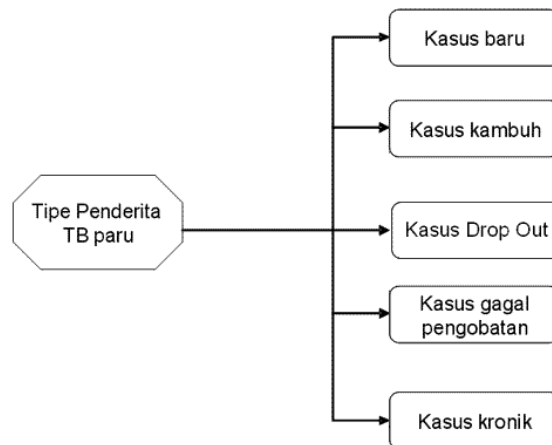 Tipe Penderita
TB paru
Kasus baru
Kasus kambuh
Kasus Drop Out
Kasus gagal
pengobatan
Kasus kronik